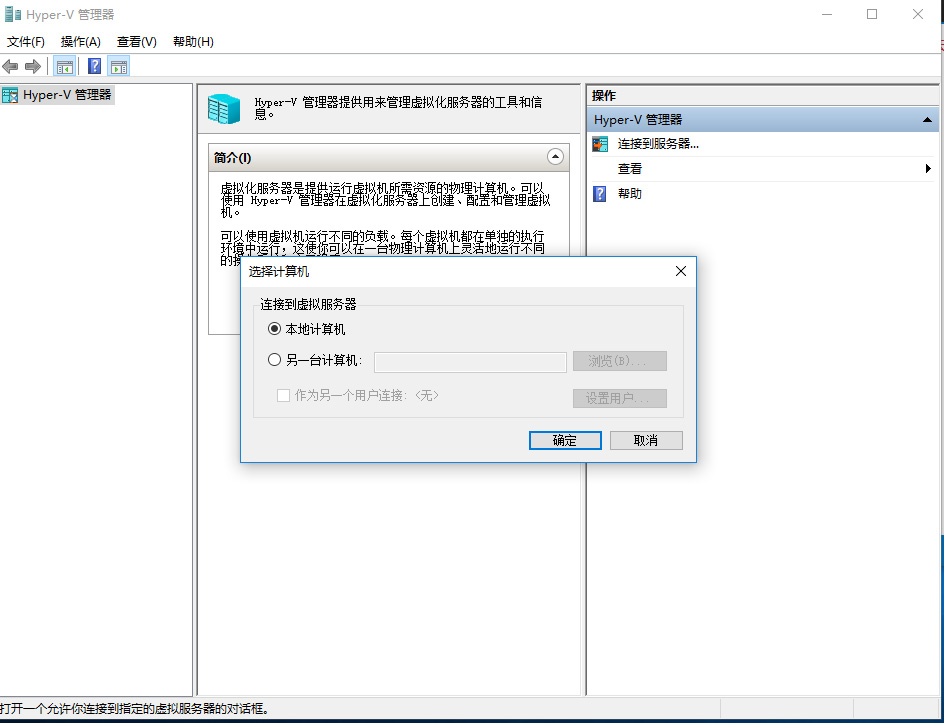 Hyper-V 管理器
文件(F) 操作(A) 查看(V) 帮助(H)
Hyper-V 管理器
Hyper-V 管理器提供用来管理虚拟化服务器的工具和信
息。
简介(I)
虚拟化服务器是提供运行虚拟机所需资源的物理计算机。可以
使用 Hyper-V 管理器在虚拟化服务器上创建、配置和管理虚拟
机。
可以使用虚拟机运行不同的负载。每个虚拟机都在单独的执行
环境中运行，这使你可以在一台物理计算机上灵活地运行不同
的操
选择计算机
连接到虚拟服务器
本地计算机
另一台计算机:
浏览(B)...
作为另一个用户连接: <无>
设置用户...
确定
取消
操作
Hyper-V 管理器
连接到服务器...
查看
帮助
打开一个允许你连接到指定的虚拟服务器的对话框。